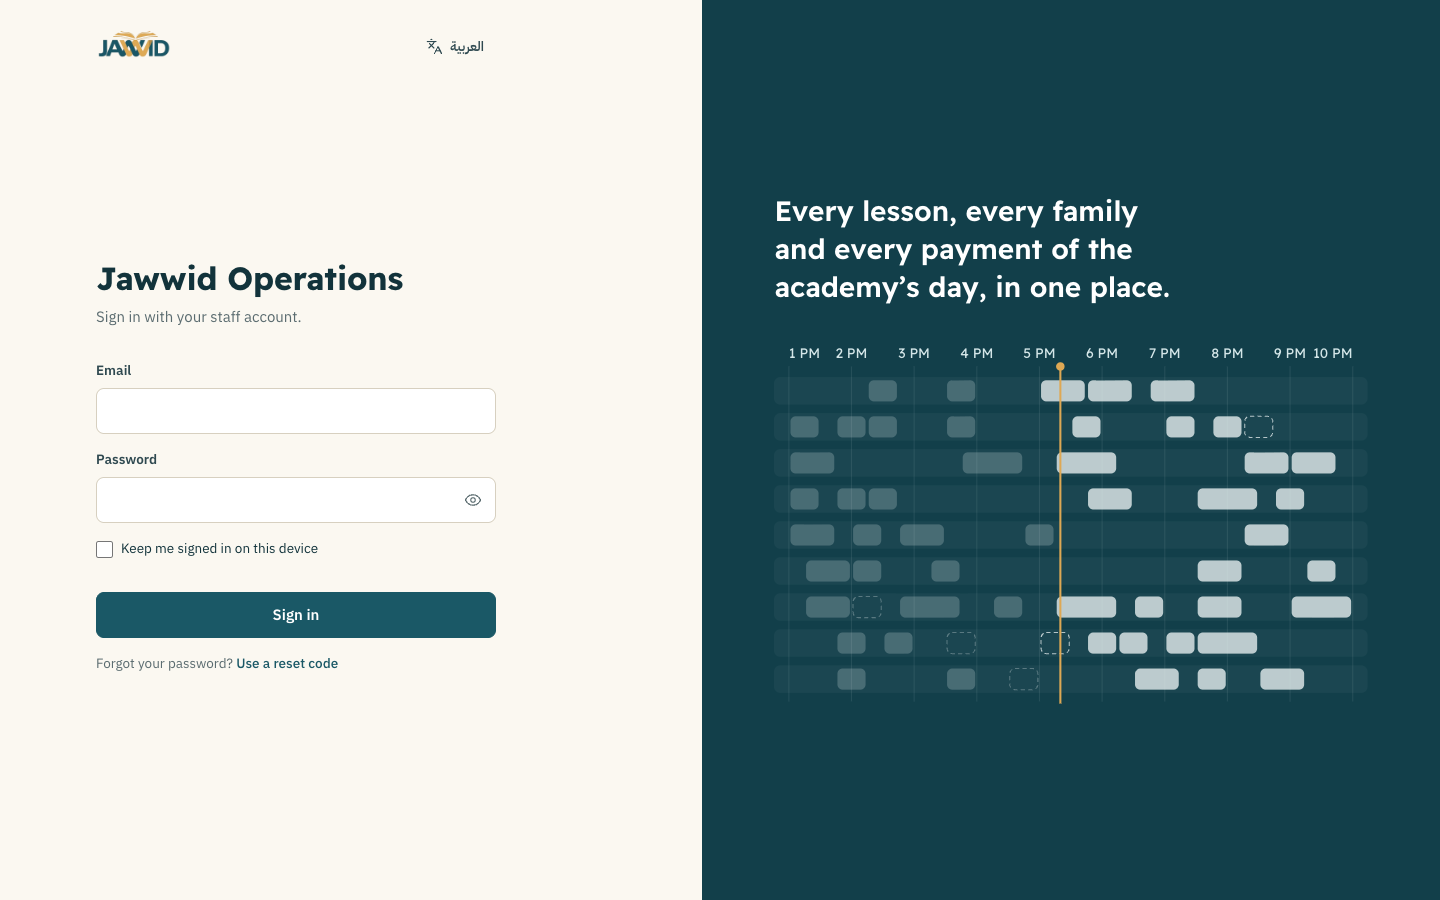 JAWWID
العربية
Jawwid Operations
Sign in with your staff account.
Email
Password
Keep me signed in on this device
Sign in
Forgot your password? Use a reset code
Every lesson, every family
and every payment of the
academy’s day, in one place.
1 PM 2 PM 3 PM 4 PM 5 PM 6 PM 7 PM 8 PM 9 PM 10 PM